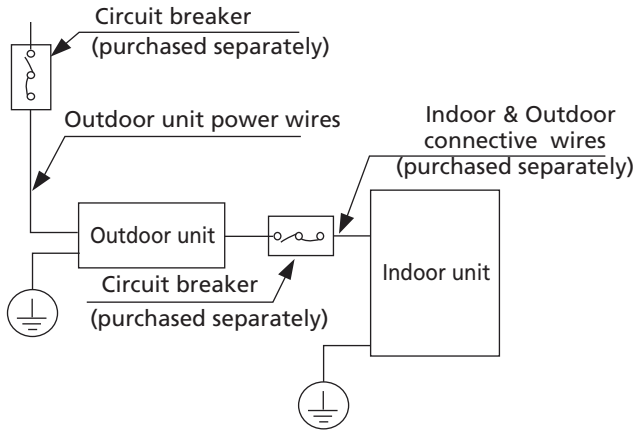 Circuit breaker
(purchased separately)
Outdoor unit power wires
Indoor & Outdoor
connective wires
(purchased separately)
Outdoor unit
Indoor unit
Circuit breaker
(purchased separately)